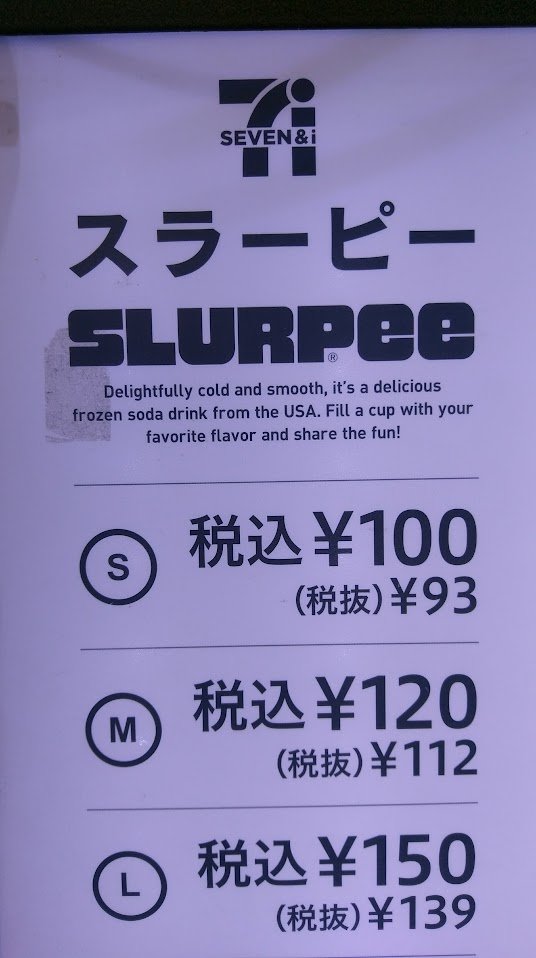 SEVEN&i
スラーピー
SLURPEE®
Delightfully cold and smooth, it's a delicious
frozen soda drink from the USA. Fill a cup with your
favorite flavor and share the fun!
S 税込¥100
(税抜)¥93
M 税込¥120
(税抜)¥112
L 税込¥150
(税抜)¥139